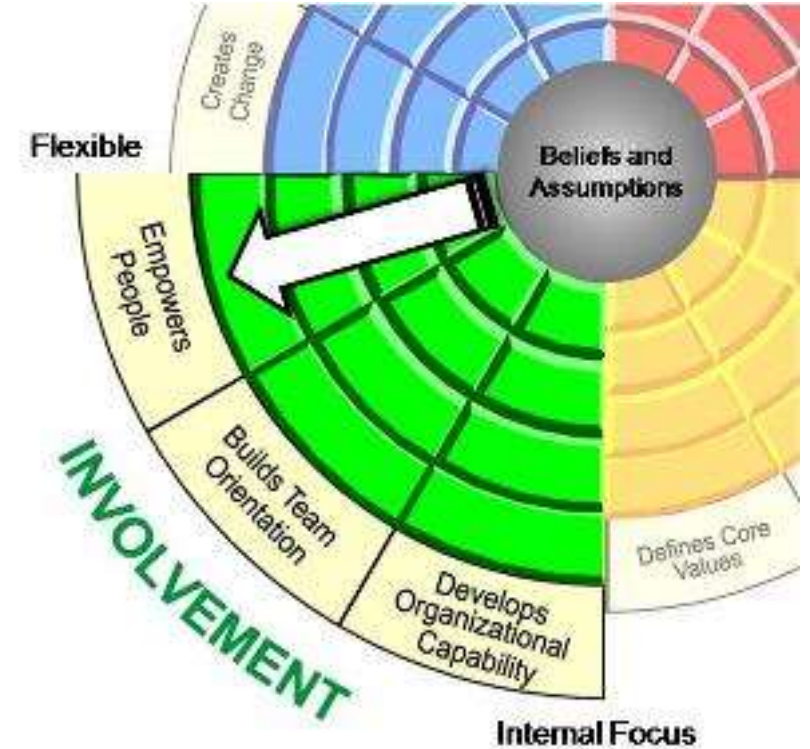 Creates
Change
Flexible
Beliefs and
Assumptions
Empowers
People
Builds Team
Orientation
INVOLVEMENT
Develops
Organizational
Capability
Defines Core
Values
Internal Focus